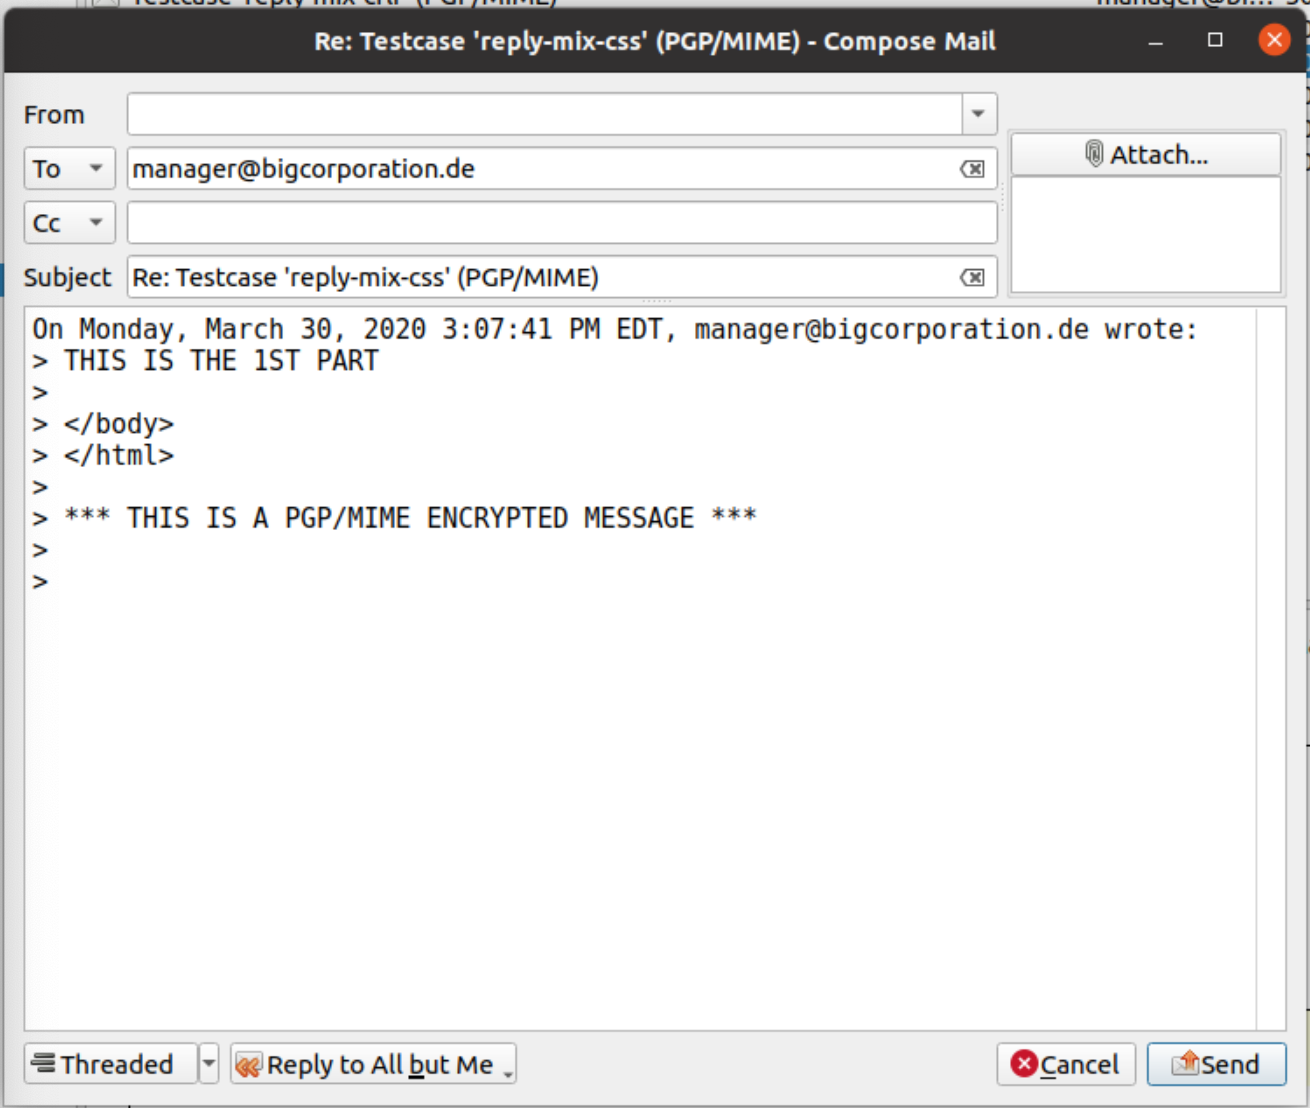 Re: Testcase 'reply-mix-css' (PGP/MIME) - Compose Mail
From
To manager@bigcorporation.de
Attach...
Cc
Subject Re: Testcase 'reply-mix-css' (PGP/MIME)
On Monday, March 30, 2020 3:07:41 PM EDT, manager@bigcorporation.de wrote:
> THIS IS THE 1ST PART
>
> </body>
> </html>
>
> *** THIS IS A PGP/MIME ENCRYPTED MESSAGE ***
>
>
Threaded Reply to All but Me Cancel Send